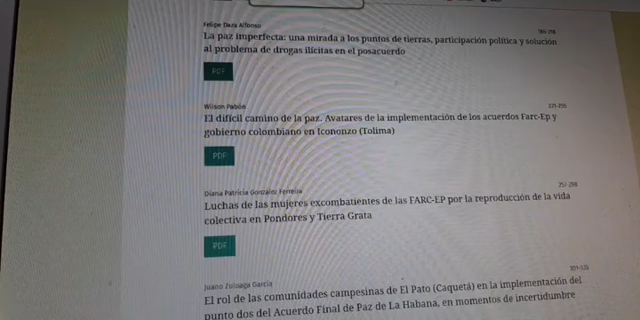 Felipe Daza Alfonso
La paz imperfecta: una mirada a los puntos de tierras, participación política y solución
al problema de drogas ilícitas en el posacuerdo
PDF
Wilson Pabón
El difícil camino de la paz. Avatares de la implementación de los acuerdos Farc-Ep y
gobierno colombiano en Icononzo (Tolima)
PDF
Diana Patricia González Ferreira
257-298
Luchas de las mujeres excombatientes de las FARC-EP por la reproducción de la vida
colectiva en Pondores y Tierra Grata
PDF
Zuluaga García
El rol de las comunidades campesinas de El Pato (Caquetá) en la implementación del
punto dos del Acuerdo Final de Paz de La Habana, en momentos de incertidumbre